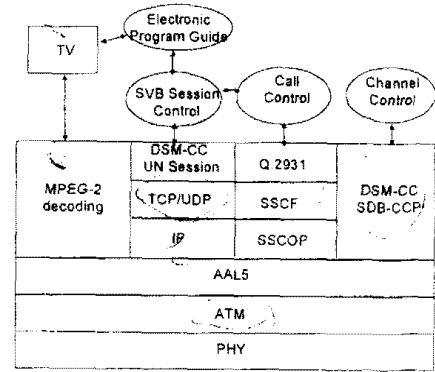 Electronic
Program Guide
TV
SVB Session
Control
Call
Control
Channel
Control
MPEG-2
decoding
DSM-CC
UN Session
TCP/UDP
IP
Q 2931
SSCF
SSCOP
DSM-CC
SDB-CCP
AAL5
ATM
PHY